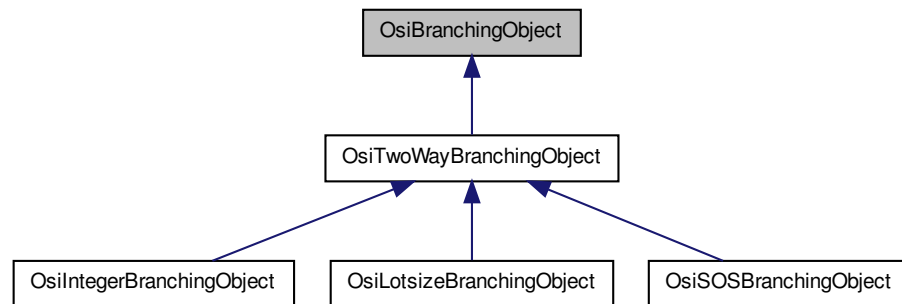 OsiBranchingObject
OsiTwoWayBranchingObject
OsiIntegerBranchingObject
OsiLotsizeBranchingObject
OsiSOSBranchingObject